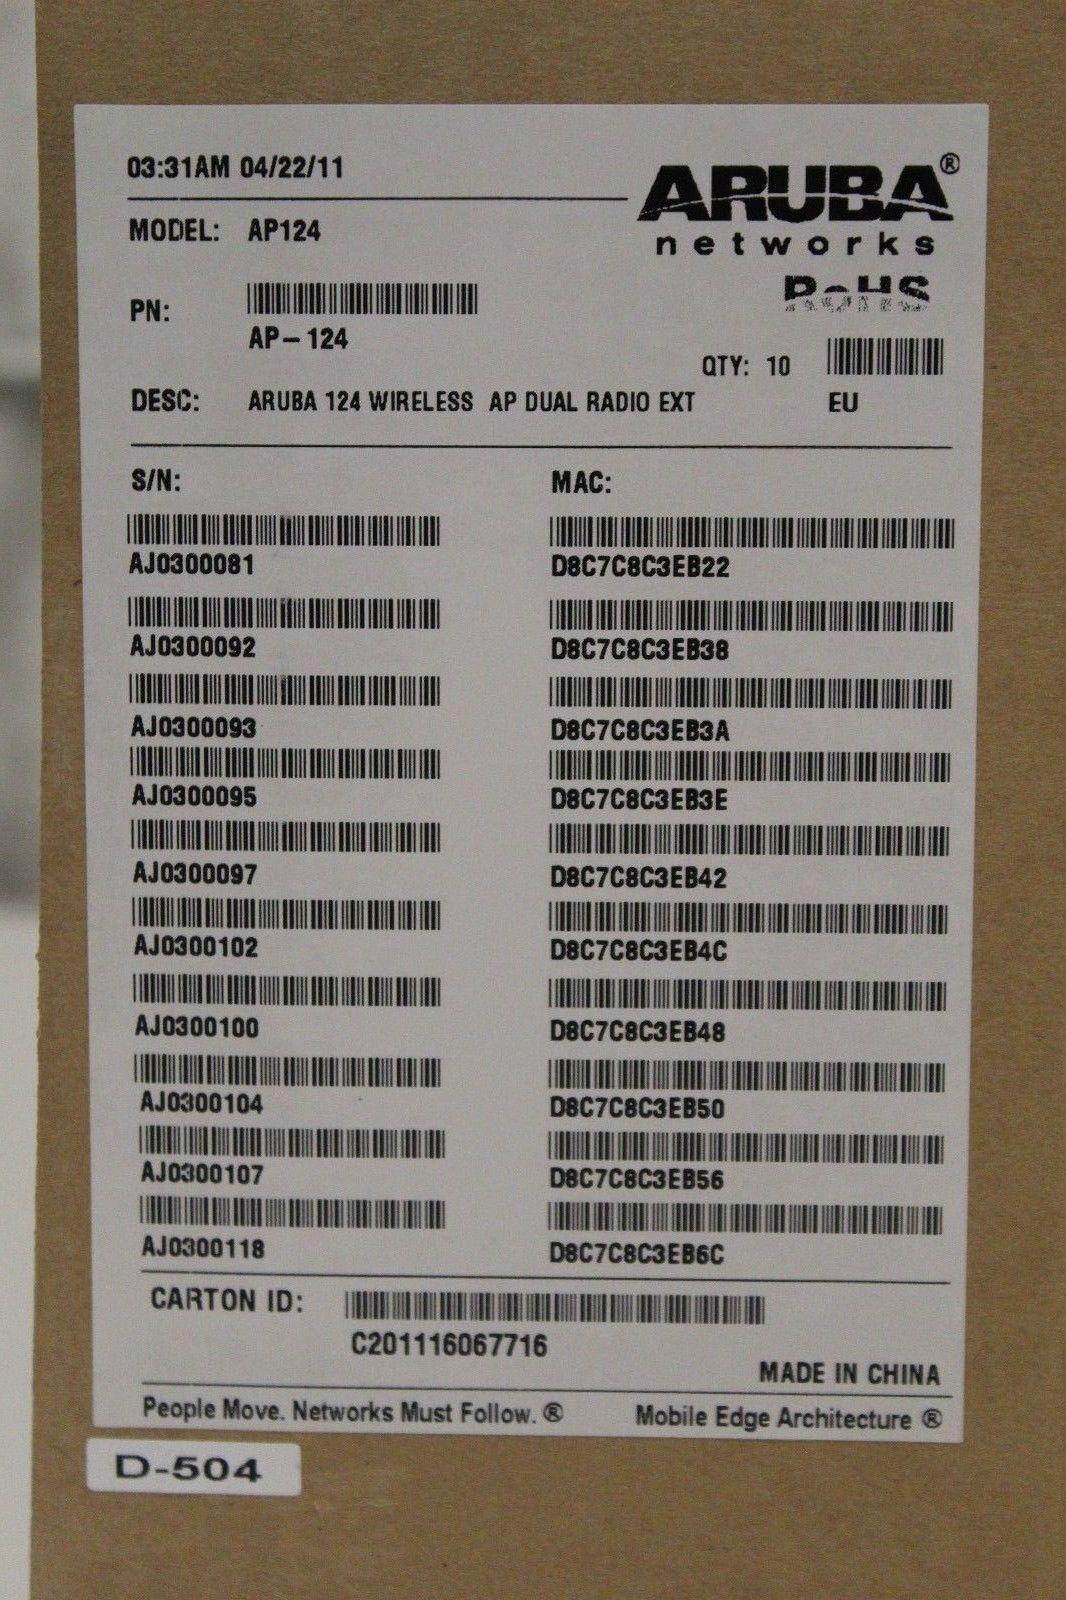 03:31AM 04/22/11
ARUBA®
networks
MODEL: AP124
RoHS
PN:
AP-124
QTY: 10
DESC: ARUBA 124 WIRELESS AP DUAL RADIO EXT EU
S/N: MAC:
AJ0300081 D8C7C8C3EB22
AJ0300092 D8C7C8C3EB38
AJ0300093 D8C7C8C3EB3A
AJ0300095 D8C7C8C3EB3E
AJ0300097 D8C7C8C3EB42
AJ0300102 D8C7C8C3EB4C
AJ0300100 D8C7C8C3EB48
AJ0300104 D8C7C8C3EB50
AJ0300107 D8C7C8C3EB56
AJ0300118 D8C7C8C3EB6C
CARTON ID:
C201116067716
MADE IN CHINA
People Move. Networks Must Follow. ® Mobile Edge Architecture ®
D-504